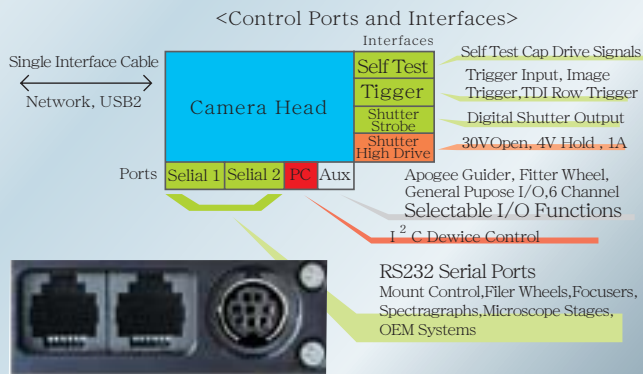 <Control Ports and Interfaces>
Interfaces
Single Interface Cable
Network, USB2
Camera Head
Self Test
Tigger
Shutter
Strobe
Shutter
High Drive
Self Test Cap Drive Signals
Trigger Input, Image
Trigger,TDI Row Trigger
Digital Shutter Output
30VOpen, 4V Hold , 1A
Ports
Selial 1
Selial 2
PC
Aux
Apogee Guider, Fitter Wheel,
General Pupose I/O,6 Channel
Selectable I/O Functions
I 2 C Dewice Control
RS232 Serial Ports
Mount Control,Filer Wheels,Focusers,
Spectragraphs,Microscope Stages,
OEM Systems